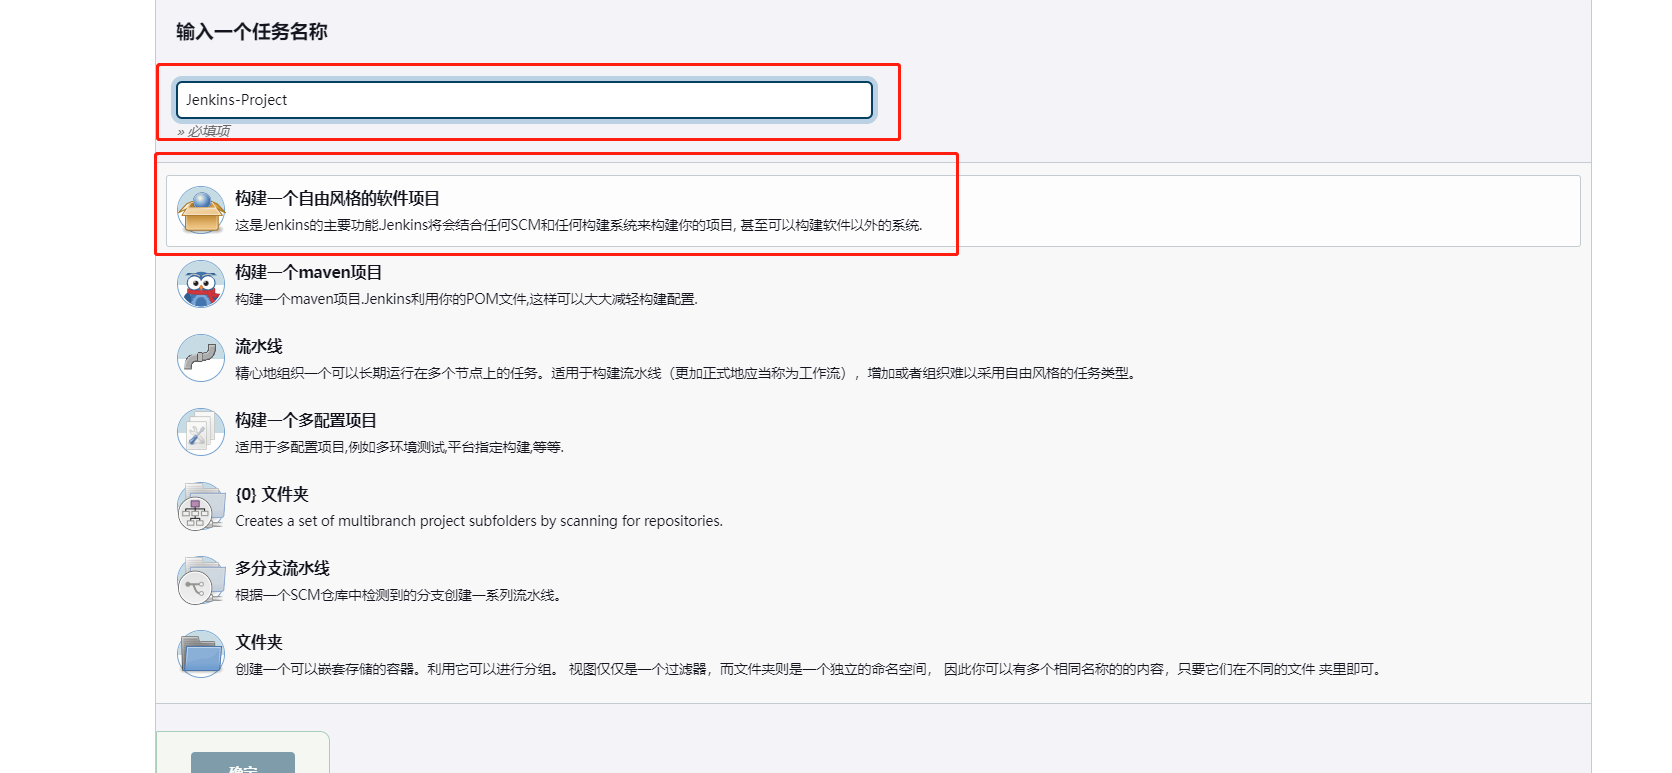 输入一个任务名称
Jenkins-Project
» 必填项
构建一个自由风格的软件项目
这是Jenkins的主要功能.Jenkins将会结合任何SCM和任何构建系统来构建你的项目, 甚至可以构建软件以外的系统.
构建一个maven项目
构建一个maven项目.Jenkins利用你的POM文件,这样可以大大减轻构建配置.
流水线
精心地组织一个可以长期运行在多个节点上的任务。适用于构建流水线（更加正式地应当称为工作流），增加或者组织难以采用自由风格的任务类型。
构建一个多配置项目
适用于多配置项目,例如多环境测试,平台指定构建,等等.
{0} 文件夹
Creates a set of multibranch project subfolders by scanning for repositories.
多分支流水线
根据一个SCM仓库中检测到的分支创建一系列流水线。
文件夹
创建一个可以嵌套存储的容器。利用它可以进行分组。 视图仅仅是一个过滤器，而文件夹则是一个独立的命名空间， 因此你可以有多个相同名称的的内容，只要它们在不同的文件 夹里即可。
确定